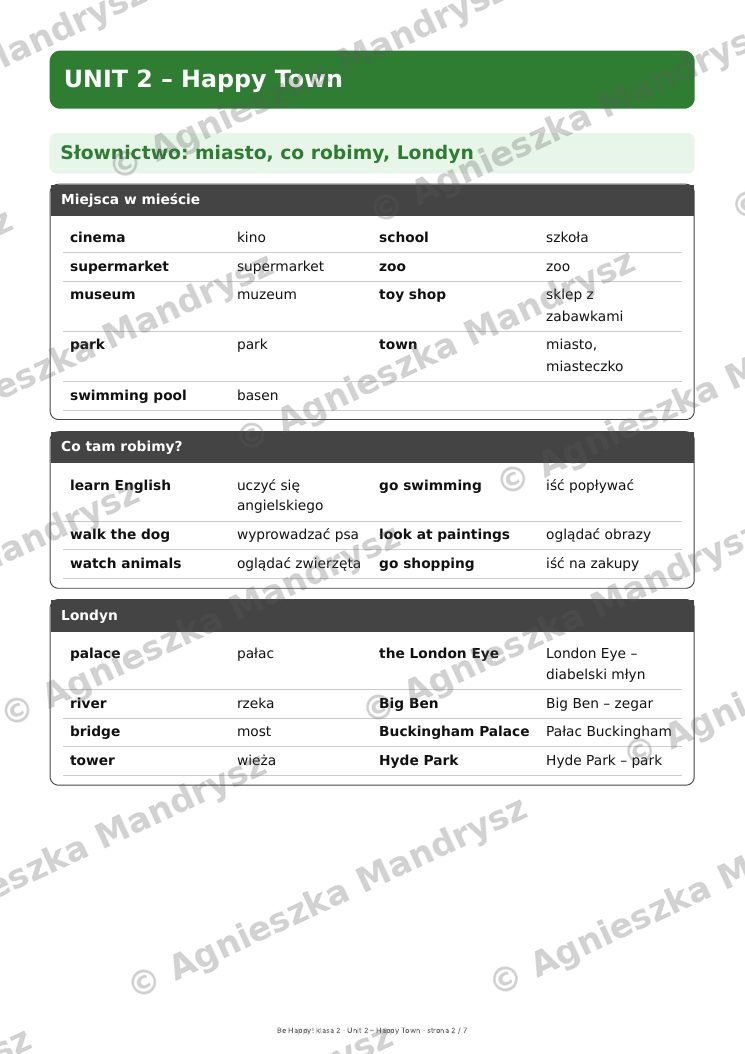 UNIT 2 – Happy Town
Słownictwo: miasto, co robimy, Londyn
Miejsca w mieście
cinema kino school szkoła
supermarket supermarket zoo zoo
museum muzeum toy shop sklep z
zabawkami
park park town miasto,
miasteczko
swimming pool basen
Co tam robimy?
learn English uczyć się go swimming iść popływać
angielskiego
walk the dog wyprowadzać psa look at paintings oglądać obrazy
watch animals oglądać zwierzęta go shopping iść na zakupy
Londyn
palace pałac the London Eye London Eye –
diabelski młyn
river rzeka Big Ben Big Ben – zegar
bridge most Buckingham Palace Pałac Buckingham
tower wieża Hyde Park Hyde Park – park
Be Happy! klasa 2 · Unit 2 – Happy Town · strona 2 / 7
© Agnieszka Mandrysz